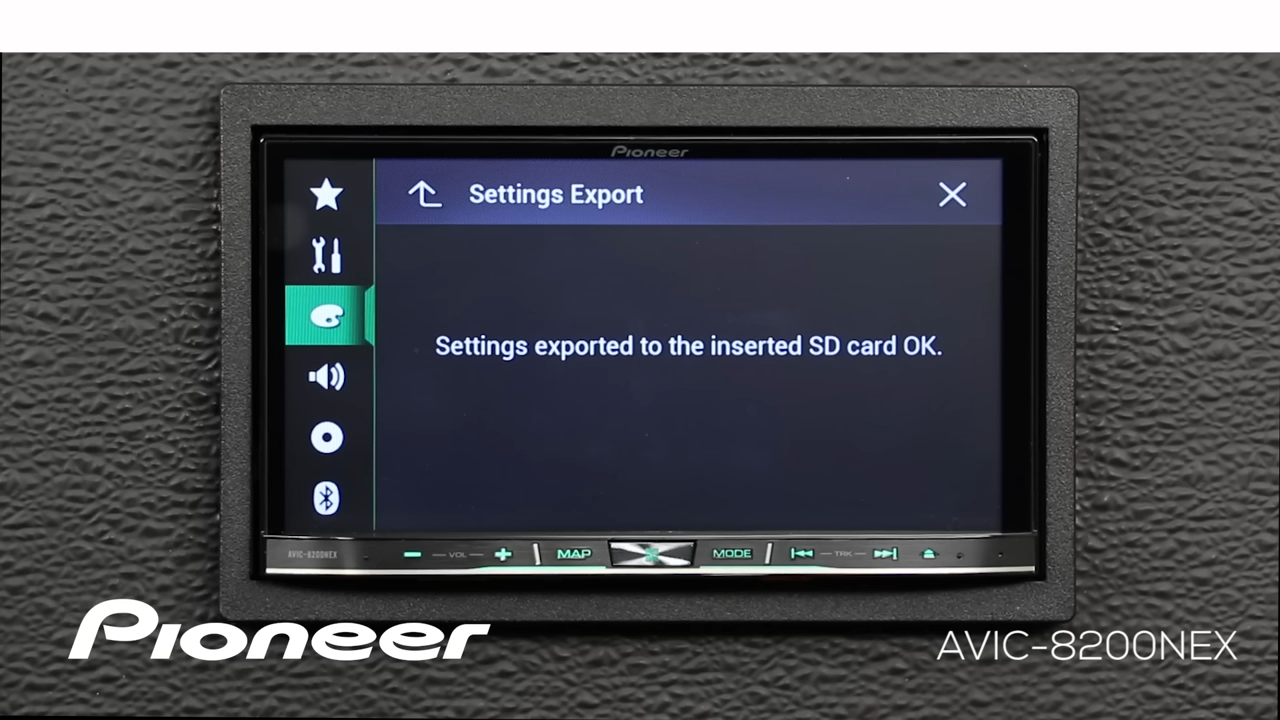 Pioneer
Settings Export
Settings exported to the inserted SD card OK.
AVIC-8200NEX
VOL
MAP
MODE
TRK
Pioneer
AVIC-8200NEX